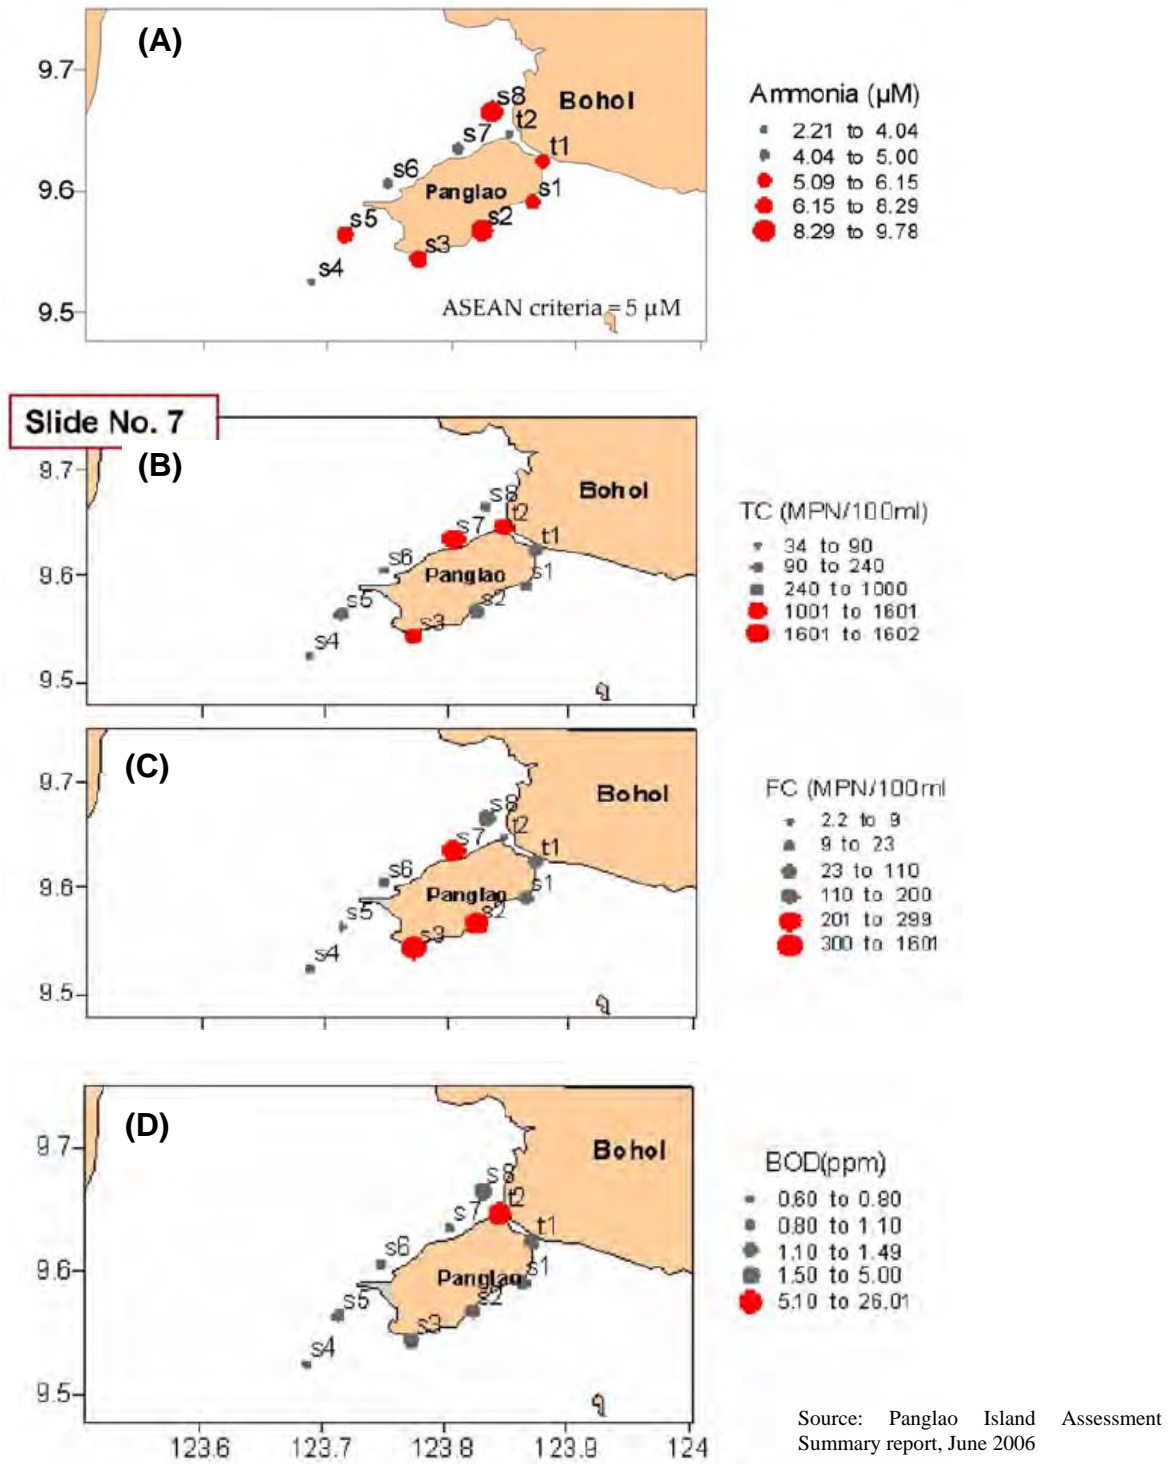 (A)
9.7
9.6
9.5
Bohol
Panglao
s8
t2
s7
t1
s6
s1
s5
s2
s3
s4
ASEAN criteria = 5 µM
Ammonia (µM)
2.21 to 4.04
4.04 to 5.00
5.09 to 6.15
6.15 to 8.29
8.29 to 9.78
Slide No. 7
(B)
9.7
9.6
9.5
Bohol
Panglao
s8
t2
s7
t1
s6
s1
s5
s2
s3
s4
TC (MPN/100ml)
34 to 90
90 to 240
240 to 1000
1001 to 1601
1601 to 1602
(C)
9.7
9.6
9.5
Bohol
Panglao
s8
t2
s7
t1
s6
s1
s5
s2
s3
s4
FC (MPN/100ml
2.2 to 9
9 to 23
23 to 110
110 to 200
201 to 299
300 to 1601
(D)
9.7
9.6
9.5
Bohol
Panglao
s8
t2
s7
t1
s6
s1
s5
s2
s3
s4
BOD(ppm)
0.60 to 0.80
0.80 to 1.10
1.10 to 1.49
1.50 to 5.00
5.10 to 26.01
123.6 123.7 123.8 123.9 124
Source: Panglao Island Assessment
Summary report, June 2006